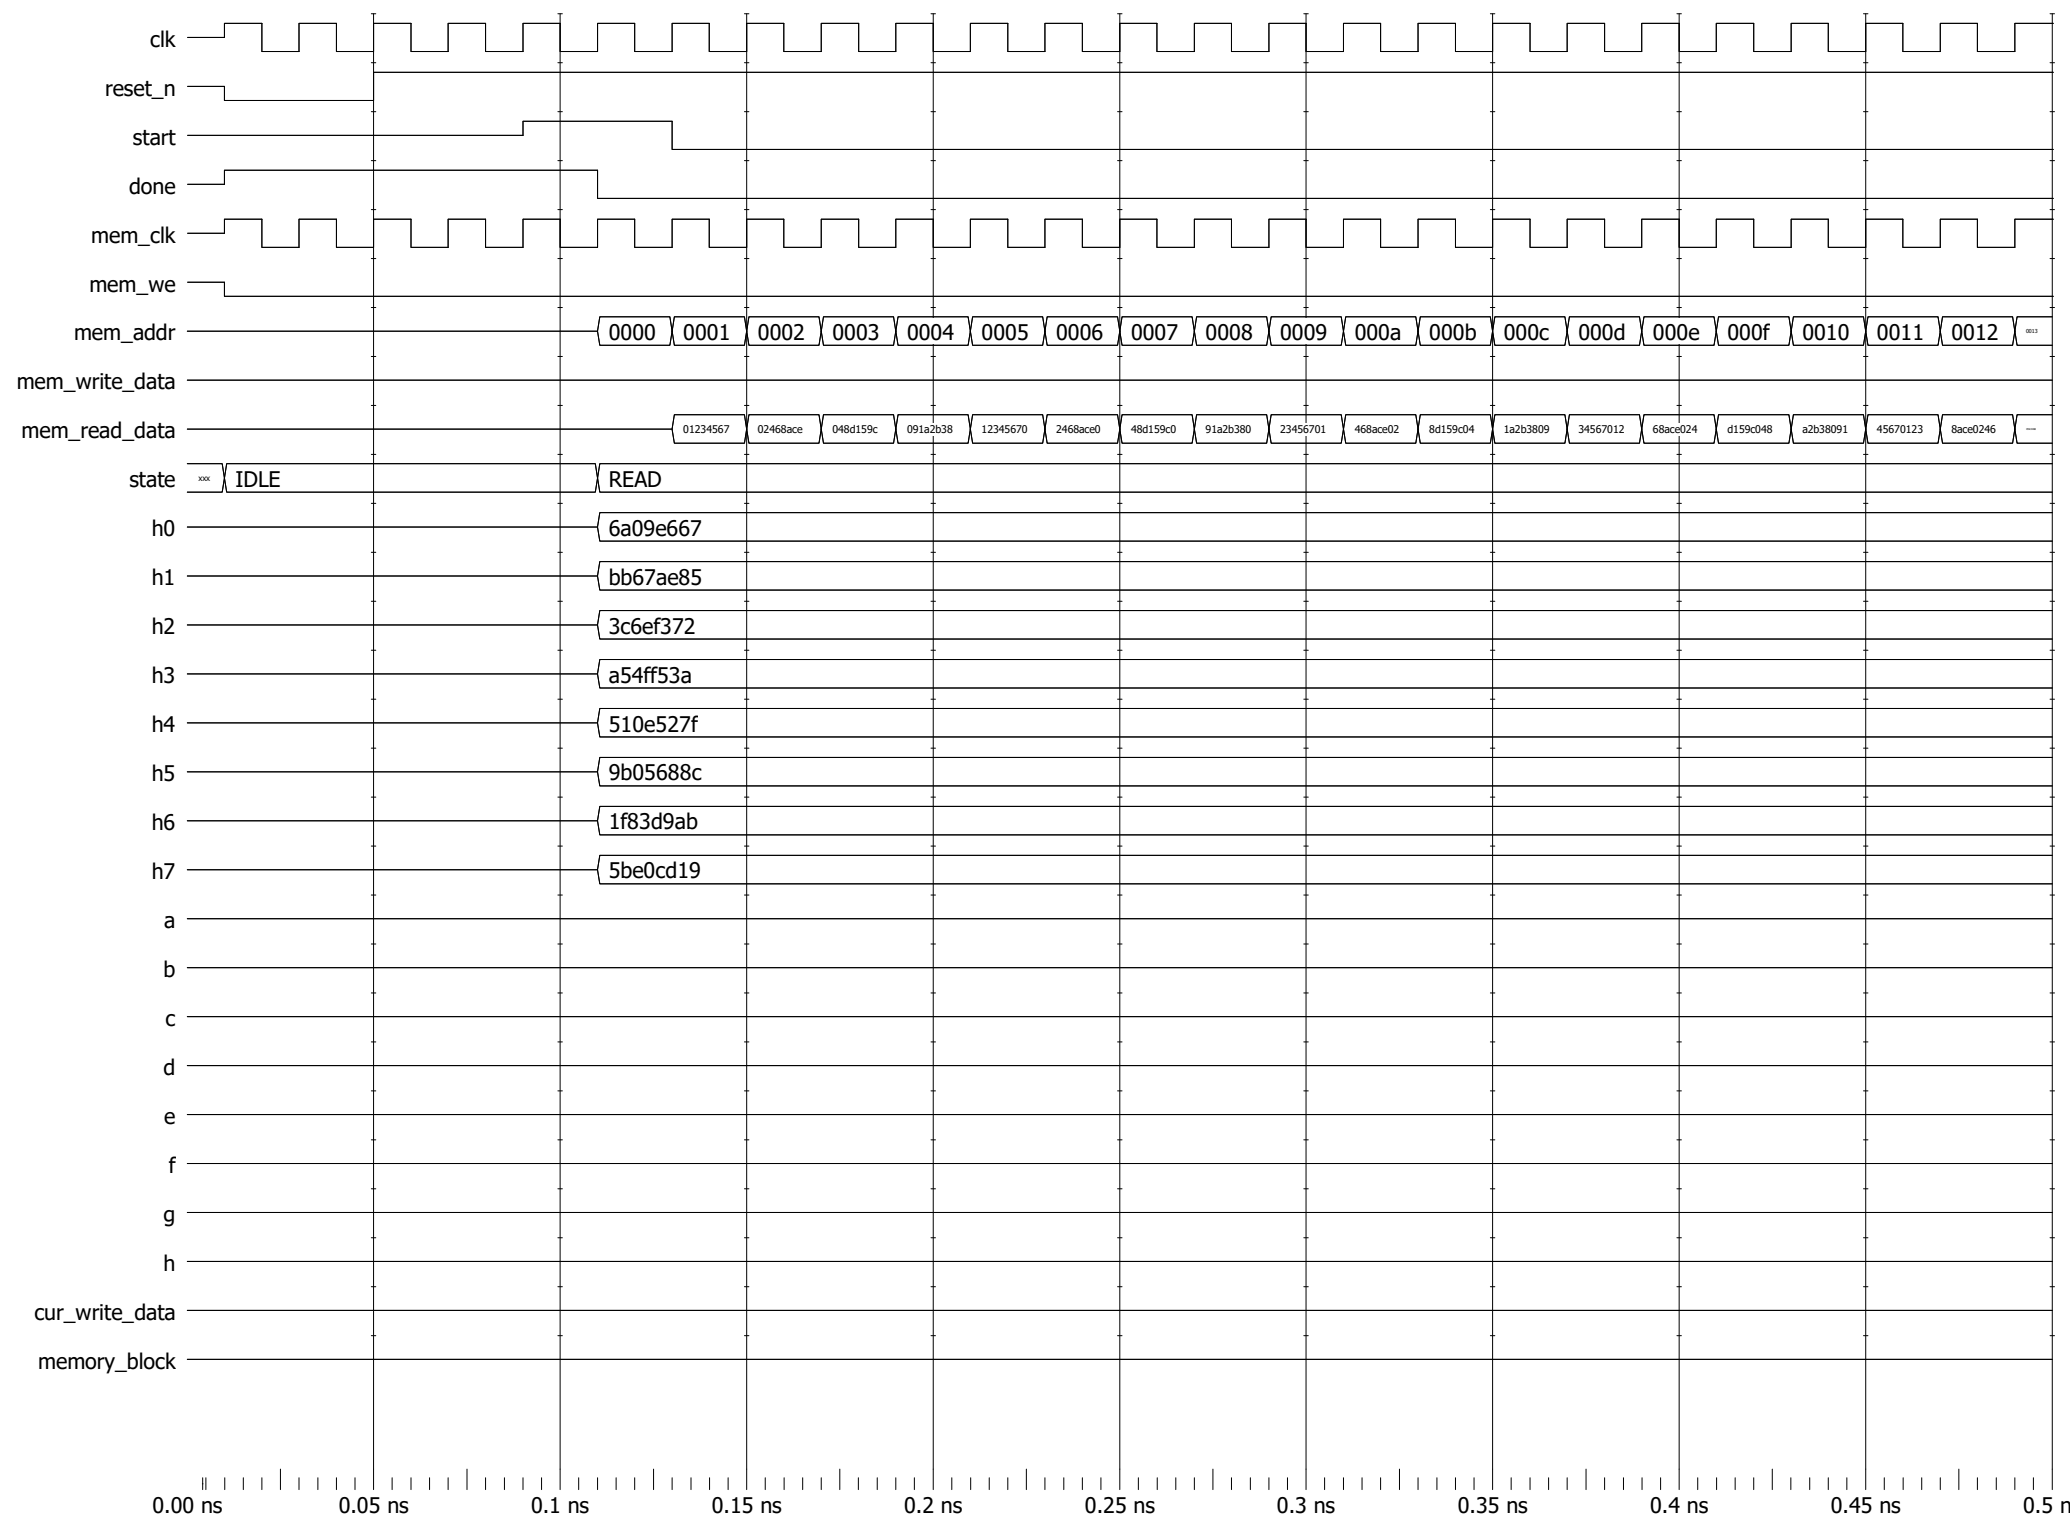 clk
reset_n
start
done
mem_clk
mem_we
mem_addr 0000 0001 0002 0003 0004 0005 0006 0007 0008 0009 000a 000b 000c 000d 000e 000f 0010 0011 0012 0013
mem_write_data
mem_read_data 01234567 02468ace 048d159c 091a2b38 12345670 2468ace0 48d159c0 91a2b380 23456701 468ace02 8d159c04 1a2b3809 34567012 68ace024 d159c048 a2b38091 45670123 8ace0246
state xxx IDLE READ
h0 6a09e667
h1 bb67ae85
h2 3c6ef372
h3 a54ff53a
h4 510e527f
h5 9b05688c
h6 1f83d9ab
h7 5be0cd19
a
b
c
d
e
f
g
h
cur_write_data
memory_block
0.00 ns 0.05 ns 0.1 ns 0.15 ns 0.2 ns 0.25 ns 0.3 ns 0.35 ns 0.4 ns 0.45 ns 0.5 n